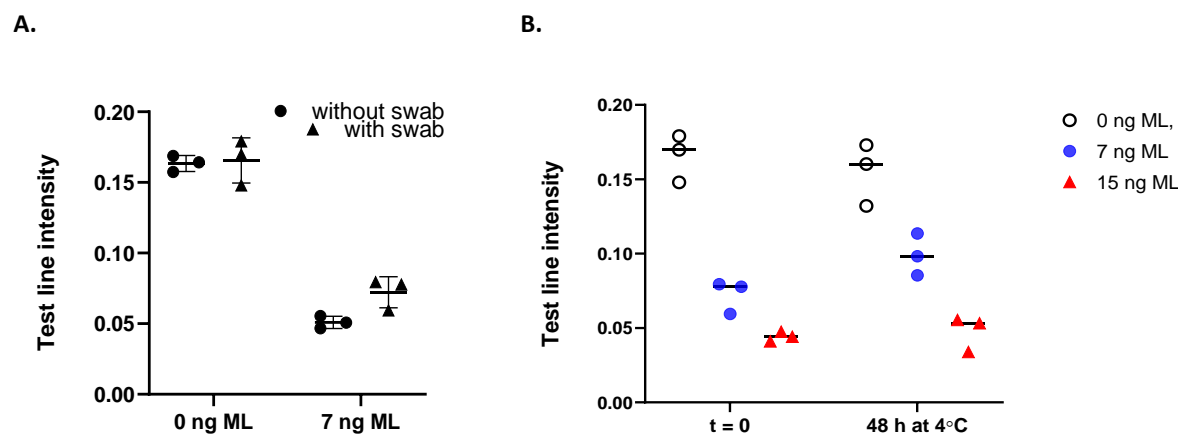 A.
B.
Test line intensity
0.20
0.15
0.10
0.05
0.00
without swab
with swab
0 ng ML
7 ng ML
Test line intensity
0.20
0.15
0.10
0.05
0.00
0 ng ML,
7 ng ML
15 ng ML
t = 0
48 h at 4°C